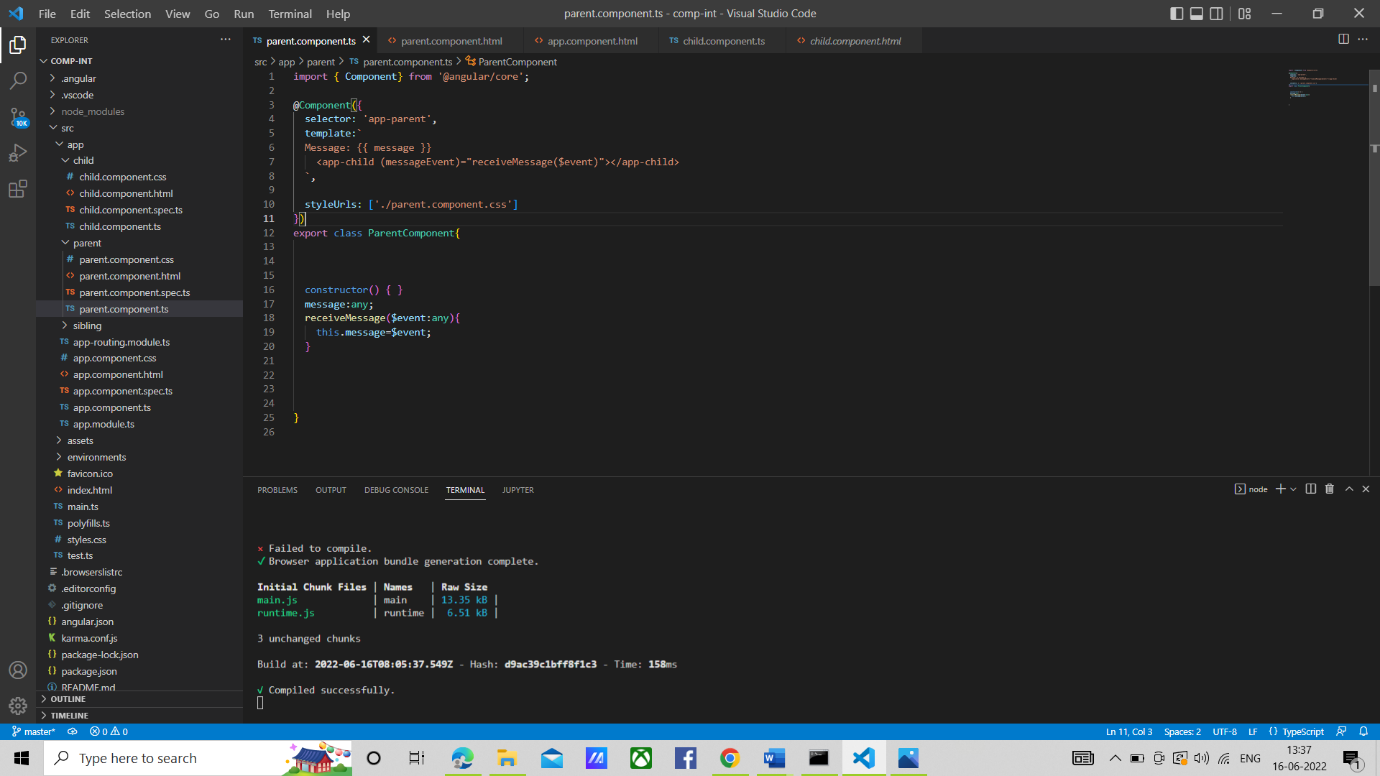 File Edit Selection View Go Run Terminal Help
parent.component.ts - comp-int - Visual Studio Code
EXPLORER
COMP-INT
.angular
.vscode
node_modules
src
app
child
child.component.css
child.component.html
child.component.spec.ts
child.component.ts
parent
parent.component.css
parent.component.html
parent.component.spec.ts
parent.component.ts
sibling
app-routing.module.ts
app.component.css
app.component.html
app.component.spec.ts
app.component.ts
app.module.ts
assets
environments
favicon.ico
index.html
main.ts
polyfills.ts
styles.css
test.ts
.browserslistrc
.editorconfig
.gitignore
angular.json
karma.conf.js
package-lock.json
package.json
README.md
OUTLINE
TIMELINE
10K
parent.component.ts parent.component.html app.component.html child.component.ts child.component.html
src > app > parent > TS parent.component.ts > ParentComponent
1 import { Component} from '@angular/core';
2
3 @Component({
4 selector: 'app-parent',
5 template:`
6 Message: {{ message }}
7 <app-child (messageEvent)="receiveMessage($event)"></app-child>
8 `,
9
10 styleUrls: ['./parent.component.css']
11 })
12 export class ParentComponent{
13
14
15
16 constructor() { }
17 message:any;
18 receiveMessage($event:any){
19 this.message=$event;
20 }
21
22
23
24
25 }
26
PROBLEMS OUTPUT DEBUG CONSOLE TERMINAL JUPYTER
node
× Failed to compile.
√ Browser application bundle generation complete.
Initial Chunk Files | Names | Raw Size
main.js | main | 13.35 kB |
runtime.js | runtime | 6.51 kB |
3 unchanged chunks
Build at: 2022-06-16T08:05:37.549Z - Hash: d9ac39c1bff8f1c3 - Time: 158ms
√ Compiled successfully.
master* 0 0 Ln 11, Col 3 Spaces: 2 UTF-8 LF {} TypeScript
Type here to search
ENG
13:37
16-06-2022
1